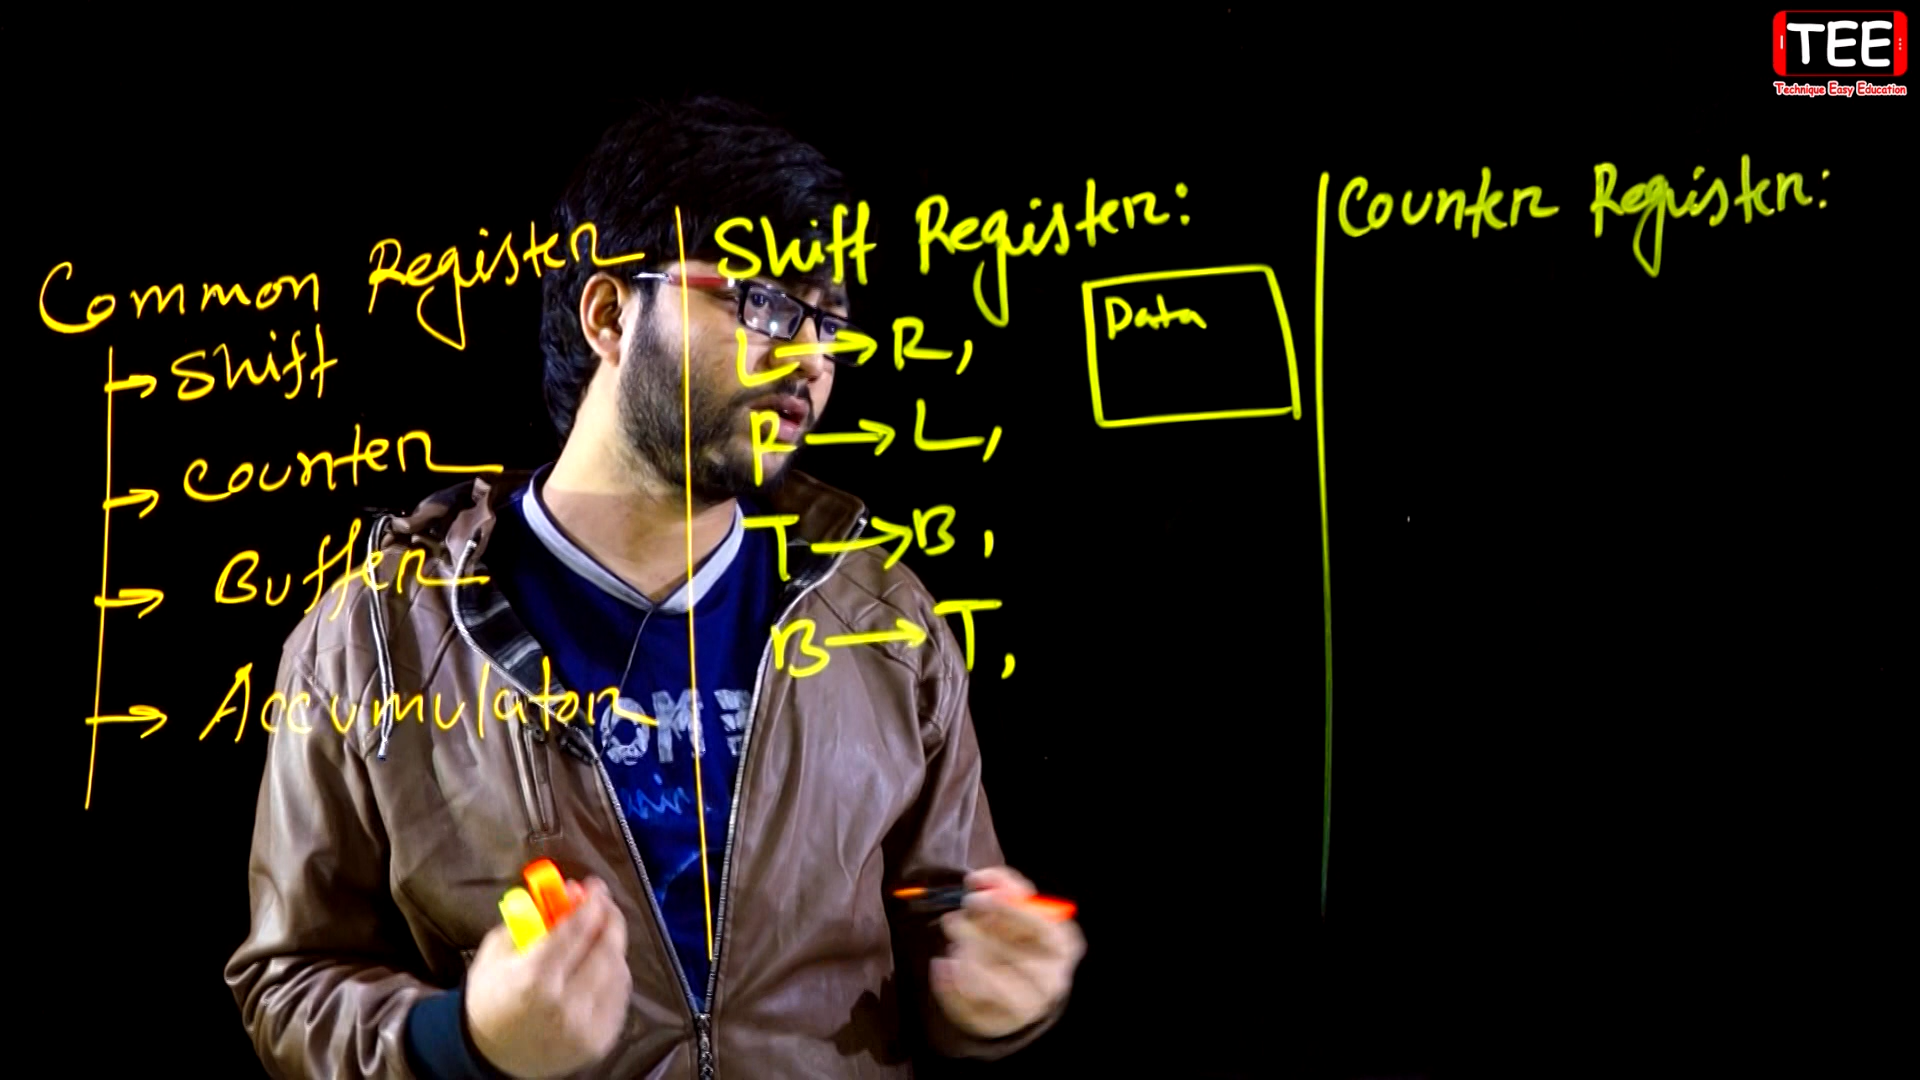 TEE
Technique Easy Education
Common Register
→ Shift
→ Counter
→ Buffer
→ Accumulator
Shift Register:
L → R,
R → L,
T → B,
B → T,
Data
Counter Register: